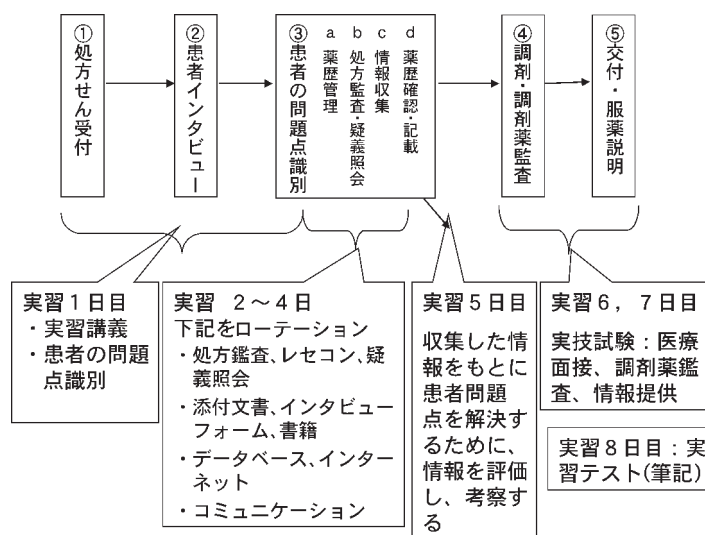 ①処方せん受付
②患者インタビュー
③患者の問題点識別
a 薬歴管理
b 処方監査・疑義照会
c 情報収集
d 薬歴確認・記載
④調剤・調剤薬監査
⑤交付・服薬説明
実習1日目
・実習講義
・患者の問題
点識別
実習 2〜4日
下記をローテーション
・処方鑑査、レセコン、疑
義照会
・添付文書、インタビュー
フォーム、書籍
・データベース、インター
ネット
・コミュニケーション
実習5日目
収集した情
報をもとに
患者問題
点を解決す
るために、
情報を評価
し、考察す
る
実習6，7日目
実技試験：医療
面接、調剤薬鑑
査、情報提供
実習8日目：実
習テスト(筆記)